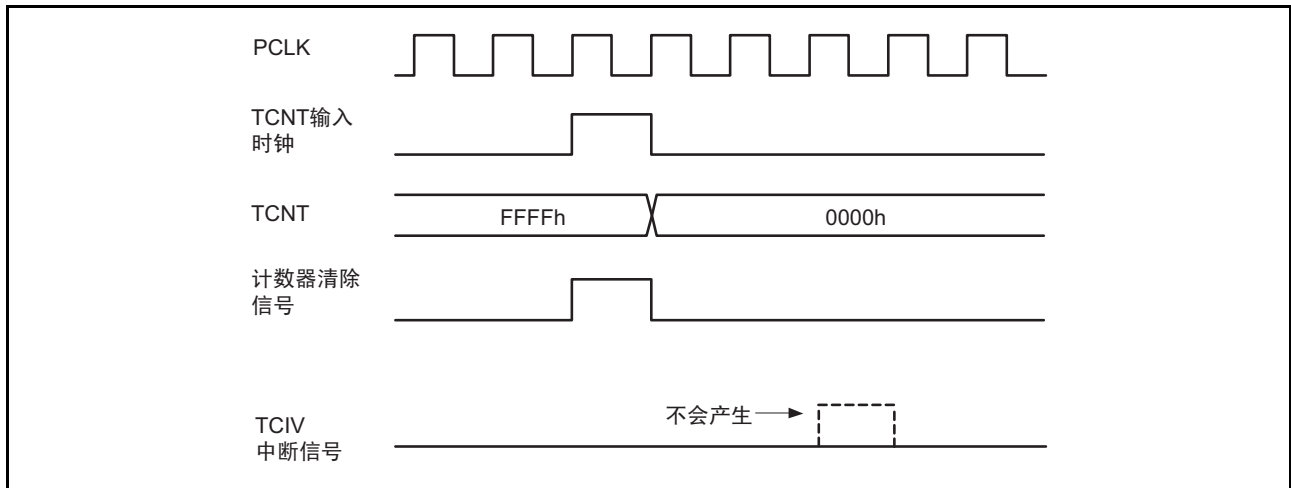 PCLK
TCNT输入
时钟
TCNT
FFFFh
0000h
计数器清除
信号
不会产生
TCIV
中断信号